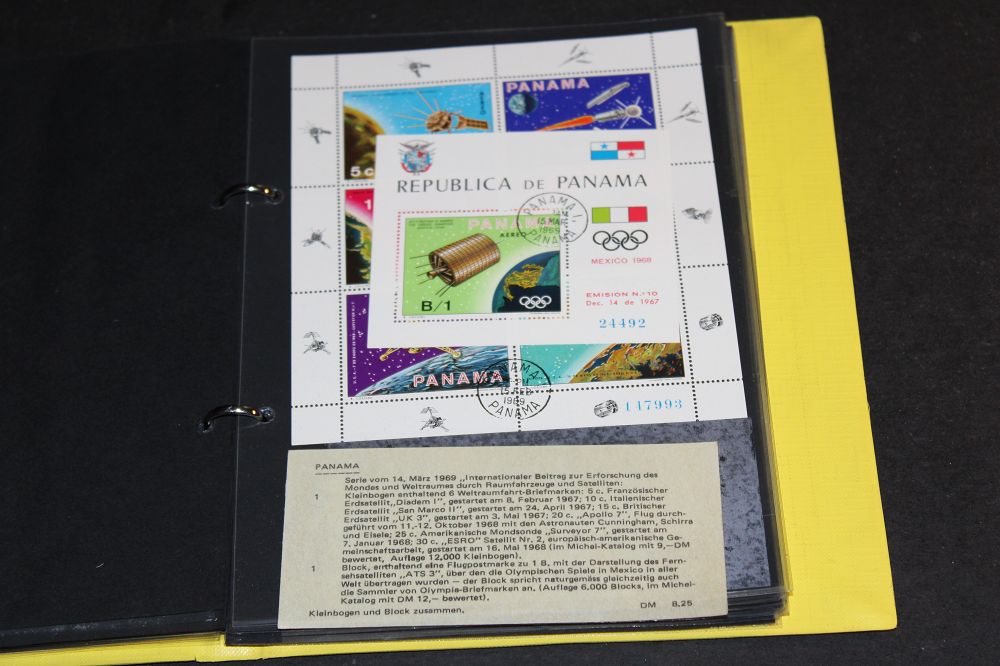 PANAMA
5 c
AEREO
REPUBLICA DE PANAMA
PANAMA
AEREO
B/1
PANAMA 1
15 MAR
1969
PANAMA
MEXICO 1968
EMISION N.º 10
Dec. 14 de 1967
24492
PANAMA
PANAMA
15 FEB
1969
PANAMA
147993
PANAMA
Serie vom 14. März 1969 „Internationaler Beitrag zur Erforschung des
Mondes und Weltraumes durch Raumfahrzeuge und Satelliten:
1 Kleinbogen enthaltend 6 Weltraumfahrt-Briefmarken: 5 c. Französischer
Erdsatellit „Diadem I", gestartet am 8. Februar 1967; 10 c. Italienischer
Erdsatellit „San Marco II", gestartet am 24. April 1967; 15 c. Britischer
Erdsatellit „UK 3", gestartet am 3. Mai 1967; 20 c. „Apollo 7", Flug durch-
geführt vom 11.-12. Oktober 1968 mit den Astronauten Cunningham, Schirra
und Eisele; 25 c. Amerikanische Mondsonde „Surveyor 7", gestartet am
7. Januar 1968; 30 c. „ESRO" Satellit Nr. 2, europäisch-amerikanische Ge-
meinschaftsarbeit, gestartet am 16. Mai 1968 (im Michel-Katalog mit 9,—DM
bewertet, Auflage 12.000 Kleinbogen).
1 Block, enthaltend eine Flugpostmarke zu 1 B. mit der Darstellung des Fern-
sehsatelliten „ATS 3", über den die Olympischen Spiele in Mexico in aller
Welt übertragen wurden — der Block spricht naturgemäss gleichzeitig auch
die Sammler von Olympia-Briefmarken an. (Auflage 6.000 Blocks, im Michel-
Katalog mit DM 12,— bewertet).
Kleinbogen und Block zusammen. DM 8,25